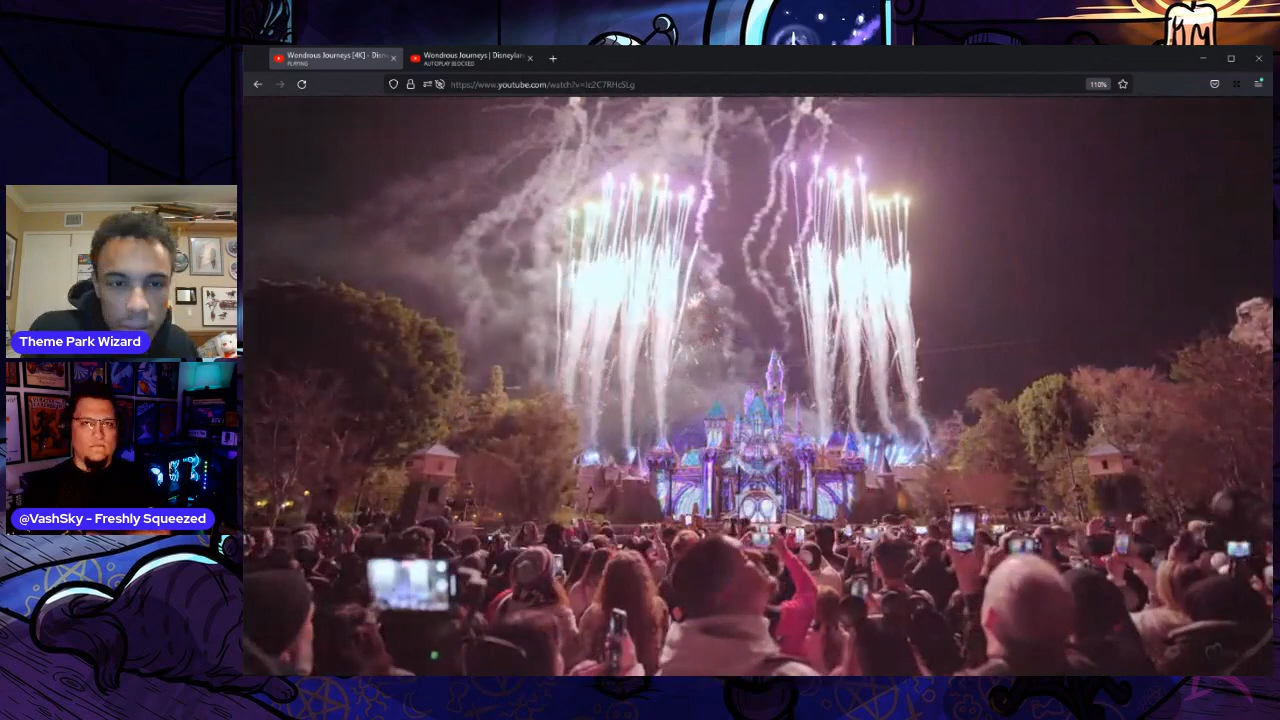 Wondrous Journeys [4K] - Disn
PLAYING
Wondrous Journeys | Disneylan
AUTOPLAY BLOCKED
https://www.youtube.com/watch?v=lc2C7RHcSLg
110%
Theme Park Wizard
@VashSky - Freshly Squeezed